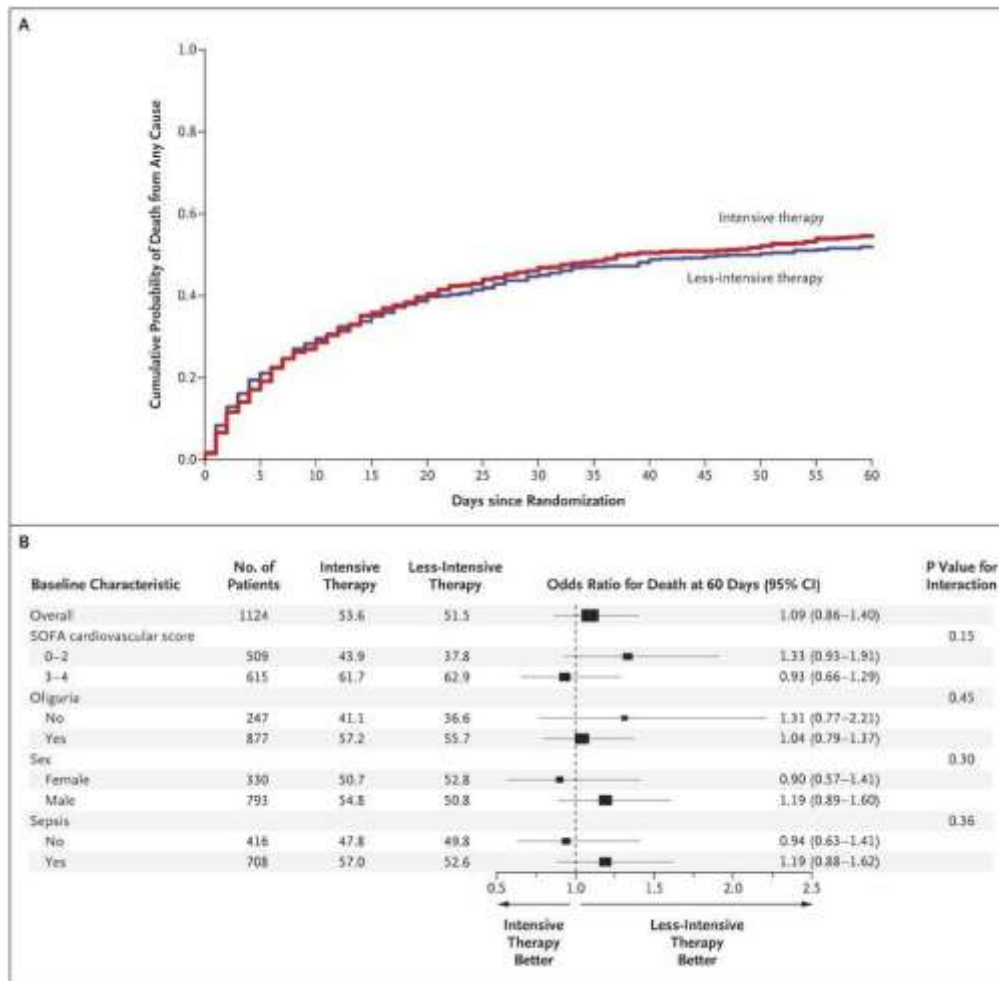 A
1.0
0.8
0.6
0.4
0.2
0.0
Cumulative Probability of Death from Any Cause
Intensive therapy
Less-intensive therapy
0 5 10 15 20 25 30 35 40 45 50 55 60
Days since Randomization
B
Baseline Characteristic No. of Patients Intensive Therapy Less-Intensive Therapy Odds Ratio for Death at 60 Days (95% CI) P Value for Interaction
Overall 1124 53.6 51.5 1.09 (0.86–1.40)
SOFA cardiovascular score 0.15
0–2 509 43.9 37.8 1.33 (0.93–1.91)
3–4 615 61.7 62.9 0.93 (0.66–1.29)
Oliguria 0.45
No 247 41.1 36.6 1.31 (0.77–2.21)
Yes 877 57.2 55.7 1.04 (0.79–1.37)
Sex 0.30
Female 330 50.7 52.8 0.90 (0.57–1.41)
Male 793 54.8 50.8 1.19 (0.89–1.60)
Sepsis 0.36
No 416 47.8 49.8 0.94 (0.63–1.41)
Yes 708 57.0 52.6 1.19 (0.88–1.62)
0.5 1.0 1.5 2.0 2.5
Intensive Therapy Better
Less-Intensive Therapy Better